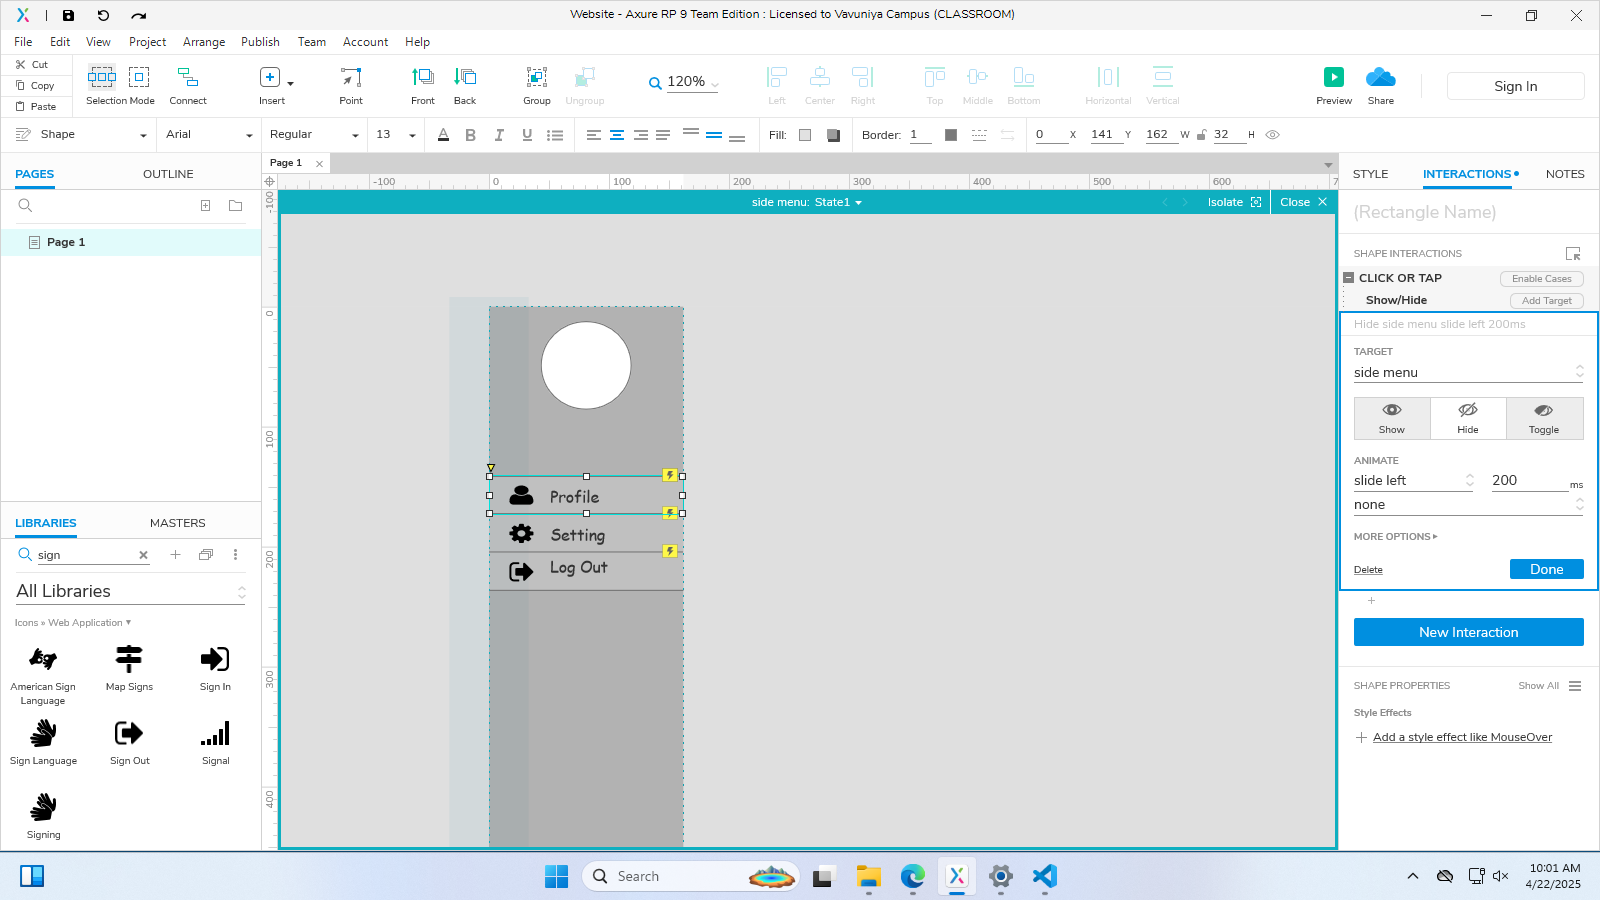 Website - Axure RP 9 Team Edition : Licensed to Vavuniya Campus (CLASSROOM)
File Edit View Project Arrange Publish Team Account Help
Cut
Copy
Paste
Selection Mode Connect Insert Point Front Back Group Ungroup 120% Left Center Right Top Middle Bottom Horizontal Vertical Preview Share Sign In
Shape Arial Regular 13 A B I U Fill: Border: 1 0 X 141 Y 162 W 32 H
PAGES OUTLINE
Page 1
Page 1
-100 0 100 200 300 400 500 600
-100 0 100 200 300 400
side menu: State1
Isolate
Close
Profile
Setting
Log Out
LIBRARIES MASTERS
sign
All Libraries
Icons » Web Application
American Sign Language
Map Signs
Sign In
Sign Language
Sign Out
Signal
Signing
STYLE INTERACTIONS NOTES
(Rectangle Name)
SHAPE INTERACTIONS
CLICK OR TAP Enable Cases
Show/Hide Add Target
Hide side menu slide left 200ms
TARGET
side menu
Show Hide Toggle
ANIMATE
slide left 200 ms
none
MORE OPTIONS
Delete Done
New Interaction
SHAPE PROPERTIES Show All
Style Effects
Add a style effect like MouseOver
Search
10:01 AM
4/22/2025